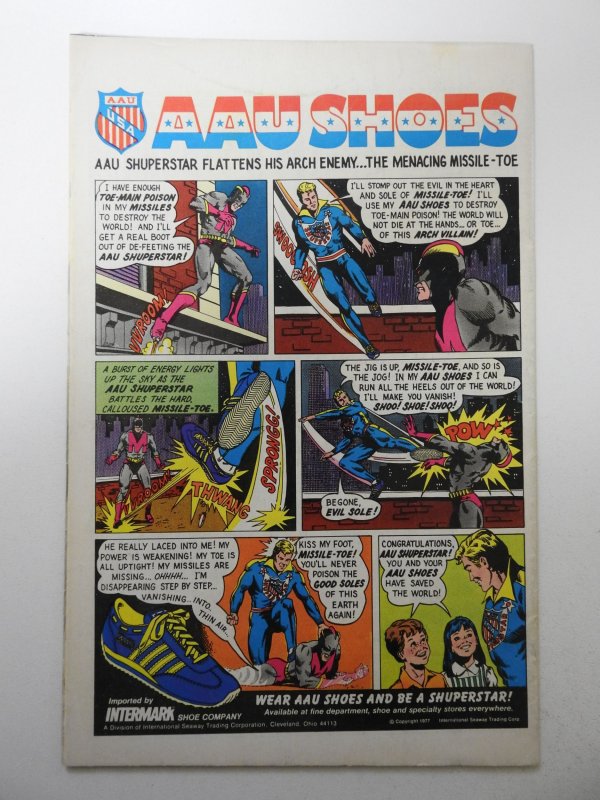 AAU
USA
AAU SHOES
AAU SHUPERSTAR FLATTENS HIS ARCH ENEMY...THE MENACING MISSILE-TOE
I HAVE ENOUGH
TOE-MAIN POISON
IN MY MISSILES
TO DESTROY THE
WORLD! AND I'LL
GET A REAL BOOT
OUT OF DE-FEETING THE
AAU SHUPERSTAR!
VVROOM!
I'LL STOMP OUT THE EVIL IN THE HEART
AND SOLE OF MISSILE-TOE! I'LL
USE MY AAU SHOES TO DESTROY
TOE-MAIN POISON! THE WORLD WILL
NOT DIE AT THE HANDS... OR TOE...
OF THIS ARCH VILLAIN!
A BURST OF ENERGY LIGHTS
UP THE SKY AS THE
AAU SHUPERSTAR
BATTLES THE HARD,
CALLOUSED MISSILE-TOE.
VROOM!
THWANG
SPRONGG!
THE JIG IS UP, MISSILE-TOE, AND SO IS
THE JOG! IN MY AAU SHOES I CAN
RUN ALL THE HEELS OUT OF THE WORLD!
I'LL MAKE YOU VANISH!
SHOO! SHOE! SHOO!
POW
BEGONE,
EVIL SOLE!
HE REALLY LACED INTO ME! MY
POWER IS WEAKENING! MY TOE IS
ALL UPTIGHT! MY MISSILES ARE
MISSING... OHHHH... I'M
DISAPPEARING STEP BY STEP...
VANISHING...INTO
THIN AIR...
KISS MY FOOT,
MISSILE-TOE!
YOU'LL NEVER
POISON THE
GOOD SOLES
OF THIS
EARTH
AGAIN!
CONGRATULATIONS,
AAU SHUPERSTAR!
YOU AND YOUR
AAU SHOES
HAVE SAVED
THE WORLD!
Imported by
INTERMARK SHOE COMPANY
A Division of International Seaway Trading Corporation, Cleveland, Ohio 44113
WEAR AAU SHOES AND BE A SHUPERSTAR!
Available at fine department, shoe and specialty stores everywhere.
© Copyright 1977 International Seaway Trading Corp.